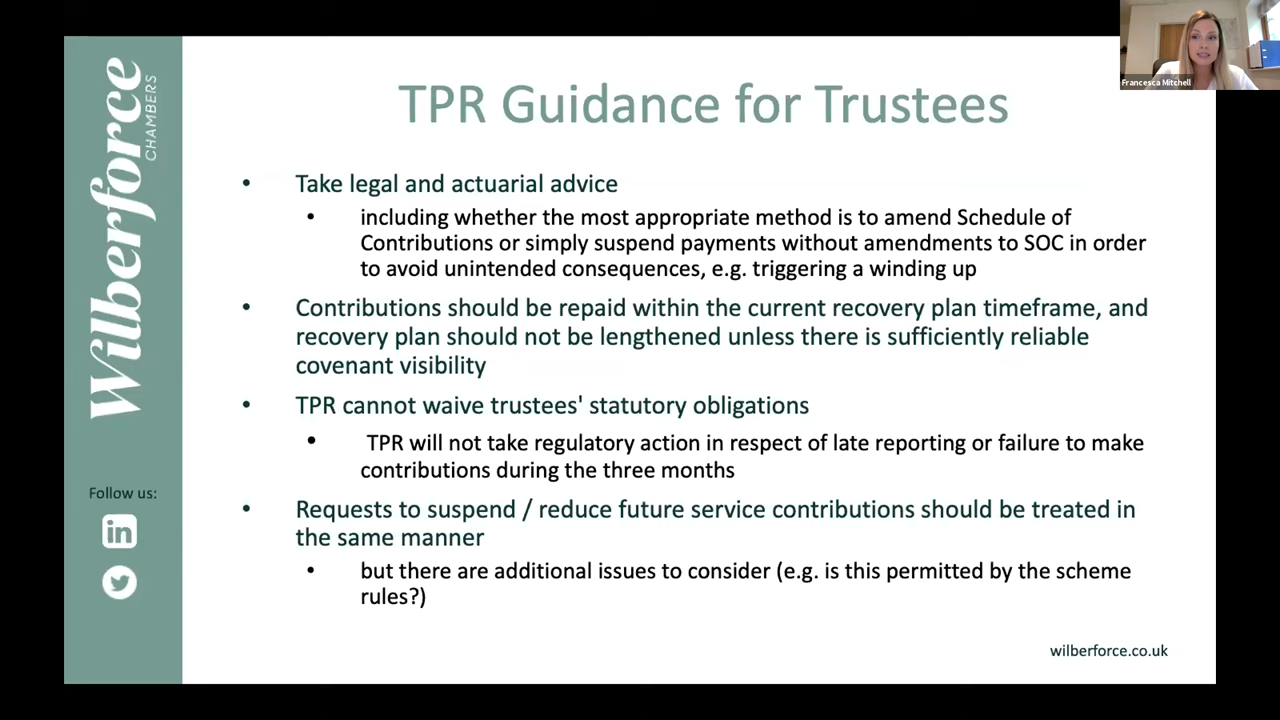 Wilberforce
CHAMBERS
Follow us:
in
TPR Guidance for Trustees
• Take legal and actuarial advice
• including whether the most appropriate method is to amend Schedule of
Contributions or simply suspend payments without amendments to SOC in order
to avoid unintended consequences, e.g. triggering a winding up
• Contributions should be repaid within the current recovery plan timeframe, and
recovery plan should not be lengthened unless there is sufficiently reliable
covenant visibility
• TPR cannot waive trustees' statutory obligations
• TPR will not take regulatory action in respect of late reporting or failure to make
contributions during the three months
• Requests to suspend / reduce future service contributions should be treated in
the same manner
• but there are additional issues to consider (e.g. is this permitted by the scheme
rules?)
wilberforce.co.uk
Francesca Mitchell